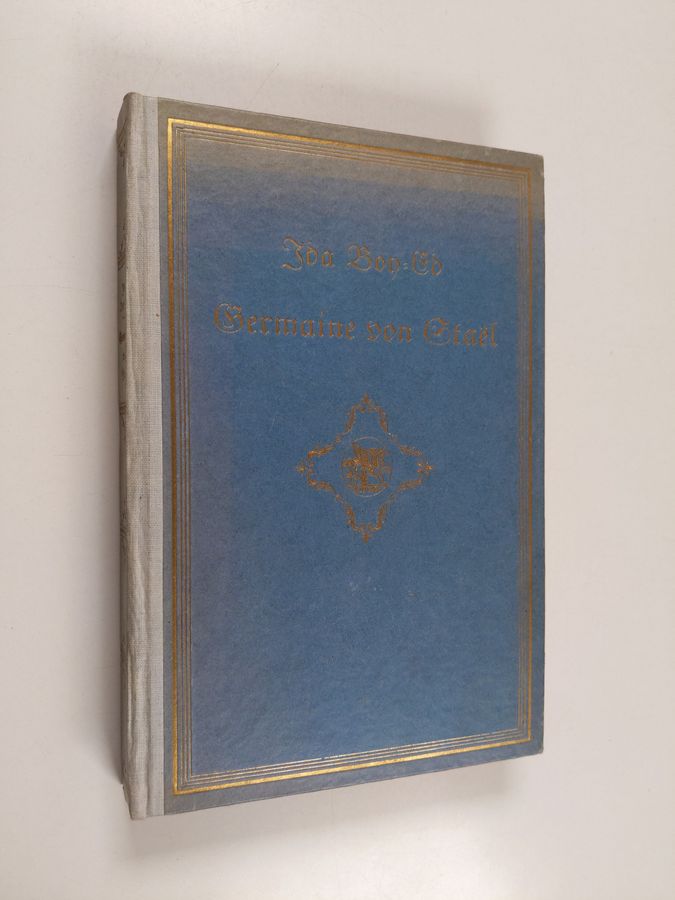 Ida Boy-Ed
Germaine von Staël